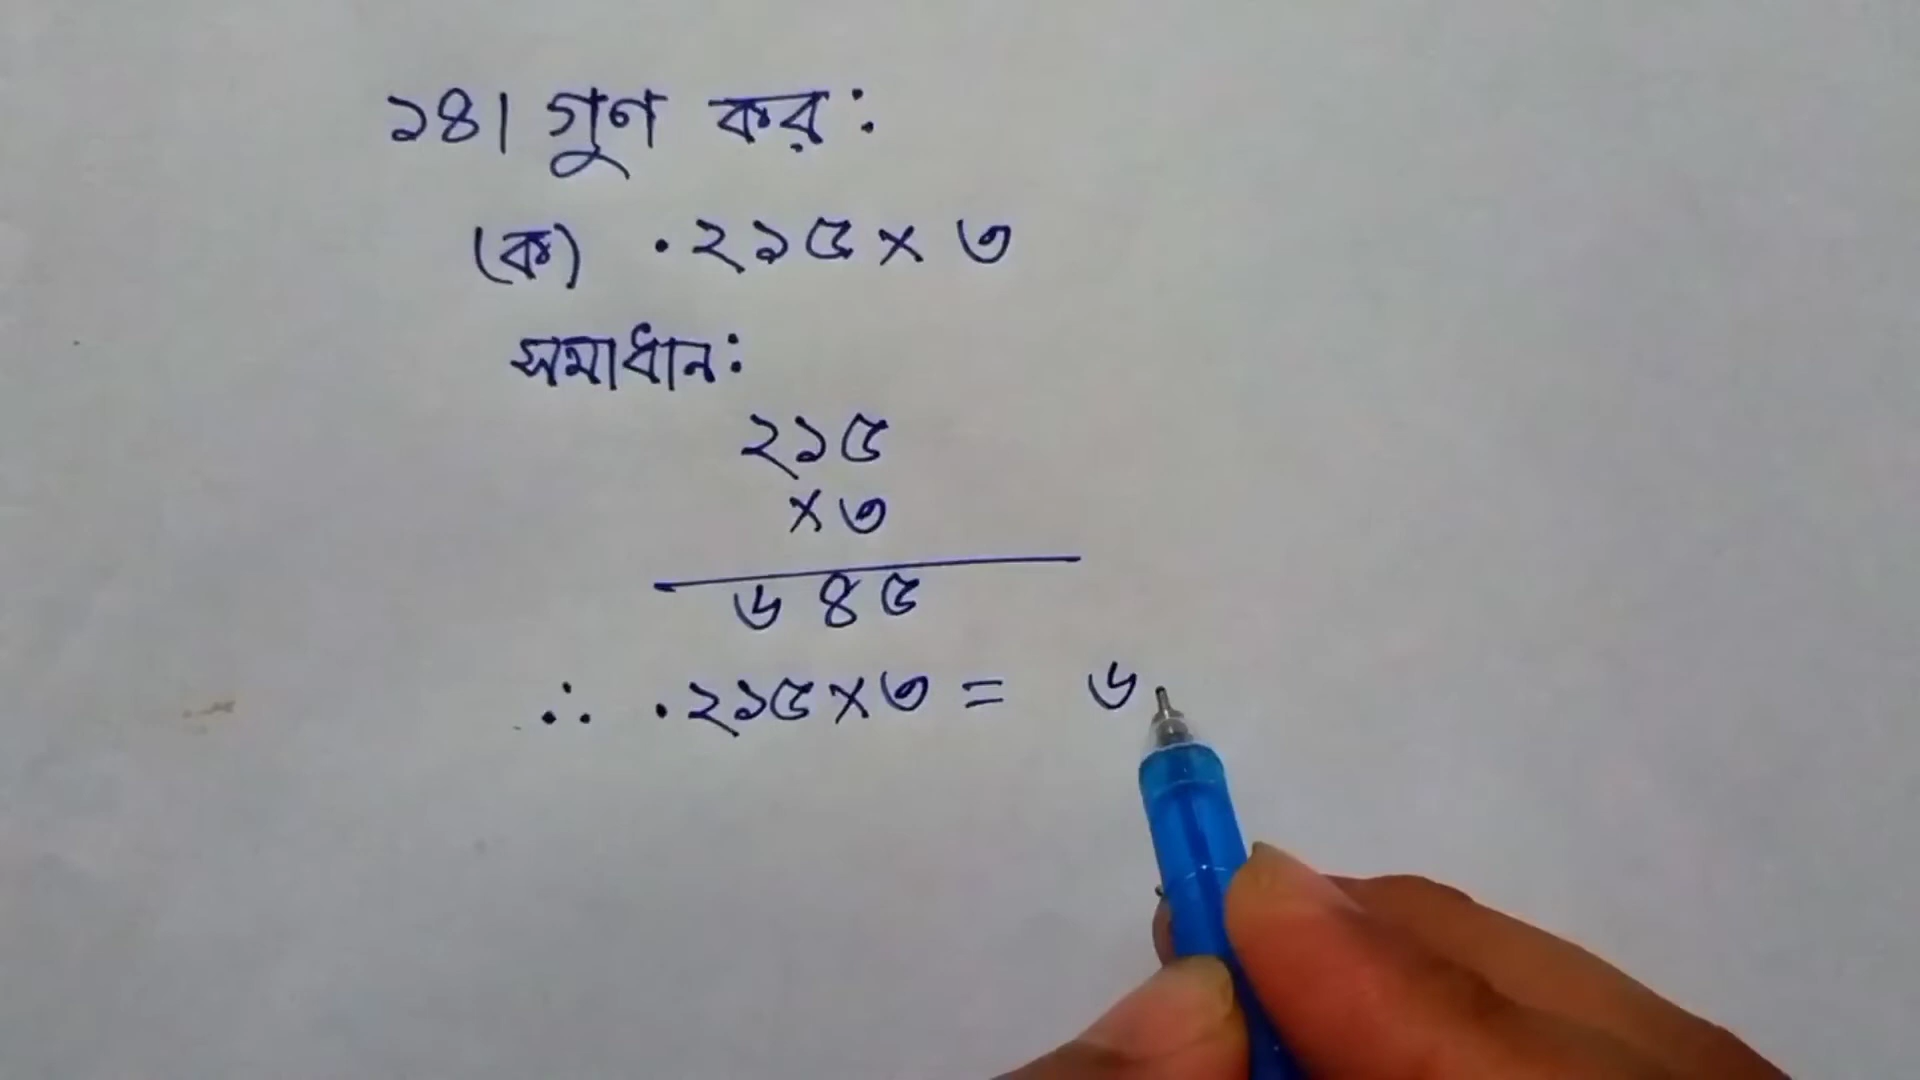 ১৪। গুণ কর:
(ক) .২১৫ × ৩
সমাধান:
২১৫
× ৩
৬৪৫
∴ .২১৫ × ৩ = ৬